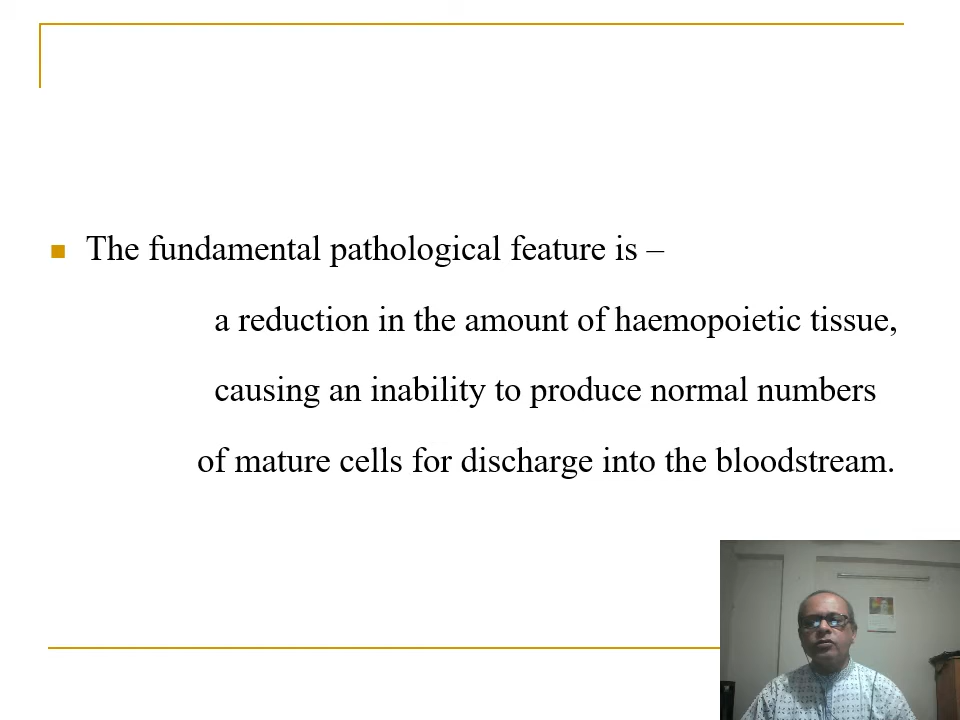 The fundamental pathological feature is –
a reduction in the amount of haemopoietic tissue,
causing an inability to produce normal numbers
of mature cells for discharge into the bloodstream.